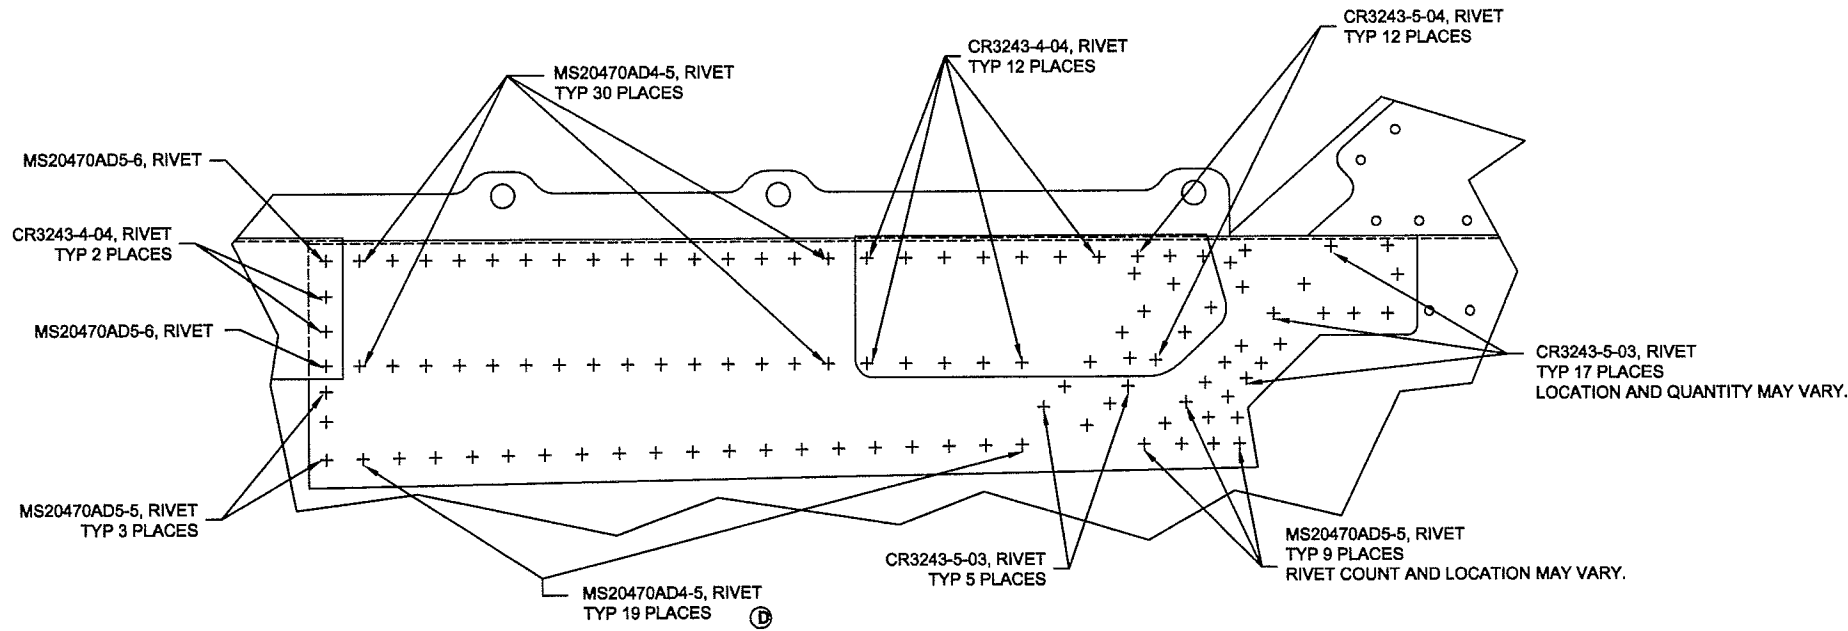 CR3243-5-04, RIVET
TYP 12 PLACES
CR3243-4-04, RIVET
TYP 12 PLACES
MS20470AD4-5, RIVET
TYP 30 PLACES
MS20470AD5-6, RIVET
CR3243-4-04, RIVET
TYP 2 PLACES
MS20470AD5-6, RIVET
CR3243-5-03, RIVET
TYP 17 PLACES
LOCATION AND QUANTITY MAY VARY.
MS20470AD5-5, RIVET
TYP 3 PLACES
MS20470AD5-5, RIVET
TYP 9 PLACES
RIVET COUNT AND LOCATION MAY VARY.
CR3243-5-03, RIVET
TYP 5 PLACES
MS20470AD4-5, RIVET
TYP 19 PLACES
D